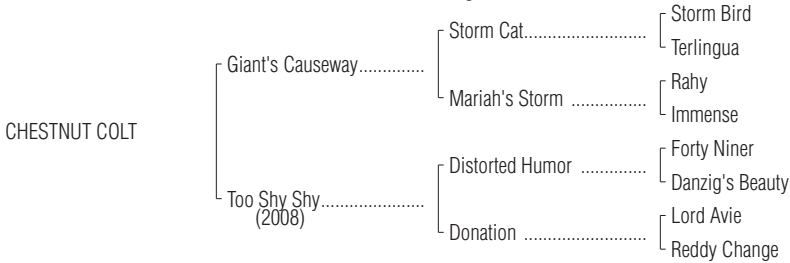 Storm Bird
Storm Cat........................
Terlingua
Giant's Causeway..............
Rahy
Mariah's Storm ...............
Immense
CHESTNUT COLT
Forty Niner
Distorted Humor .............
Danzig's Beauty
Too Shy Shy......................
(2008)
Lord Avie
Donation ........................
Reddy Change